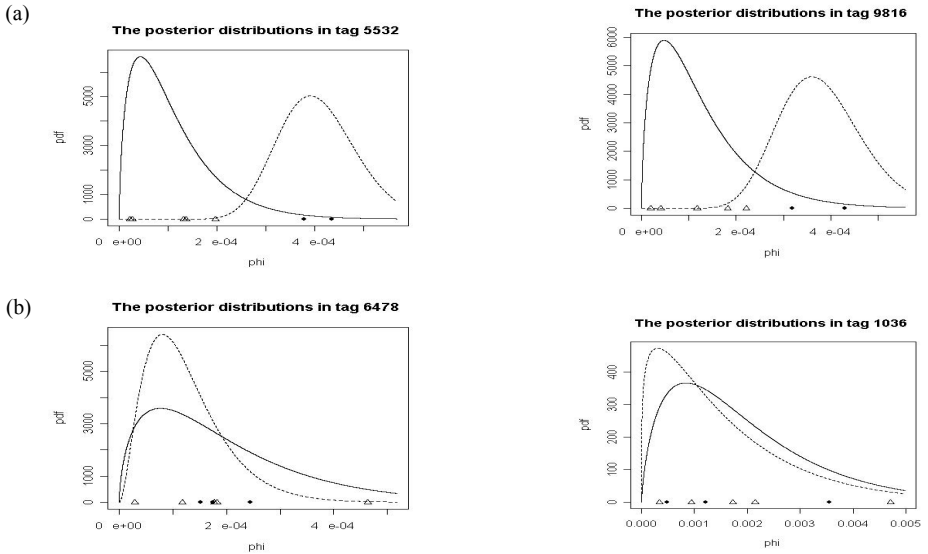 (a)
The posterior distributions in tag 5532
pdf
0 1000 3000 5000
0 e+00 2 e-04 4 e-04
phi
The posterior distributions in tag 9816
pdf
0 1000 2000 3000 4000 5000 6000
0 e+00 2 e-04 4 e-04
phi
(b)
The posterior distributions in tag 6478
pdf
0 1000 3000 5000
0 e+00 2 e-04 4 e-04
phi
The posterior distributions in tag 1036
pdf
0 100 200 300 400
0.000 0.001 0.002 0.003 0.004 0.005
phi